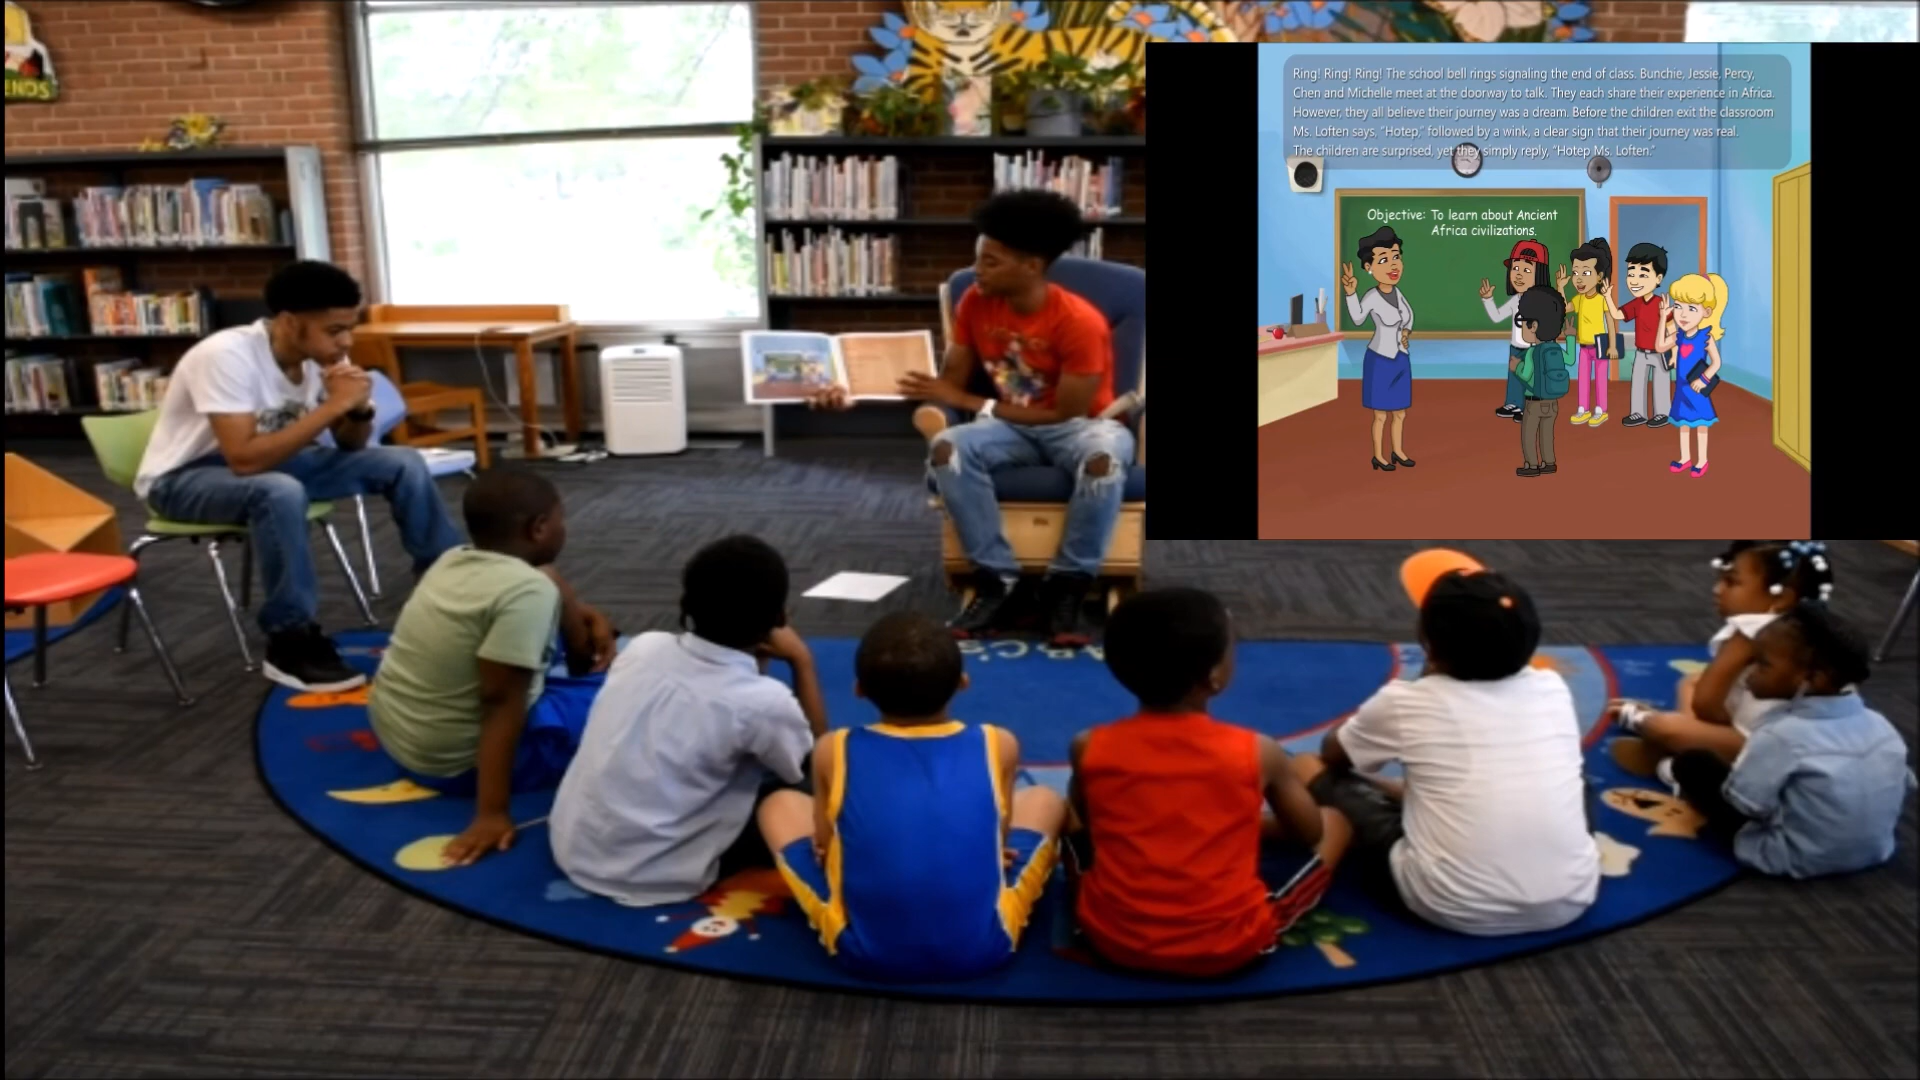 ENDS
Ring! Ring! Ring! The school bell rings signaling the end of class. Bunchie, Jessie, Percy,
Chen and Michelle meet at the doorway to talk. They each share their experience in Africa.
However, they all believe their journey was a dream. Before the children exit the classroom
Ms. Loften says, “Hotep,” followed by a wink, a clear sign that their journey was real.
The children are surprised, yet they simply reply, “Hotep Ms. Loften.”
Objective: To learn about Ancient
Africa civilizations.
ABC's